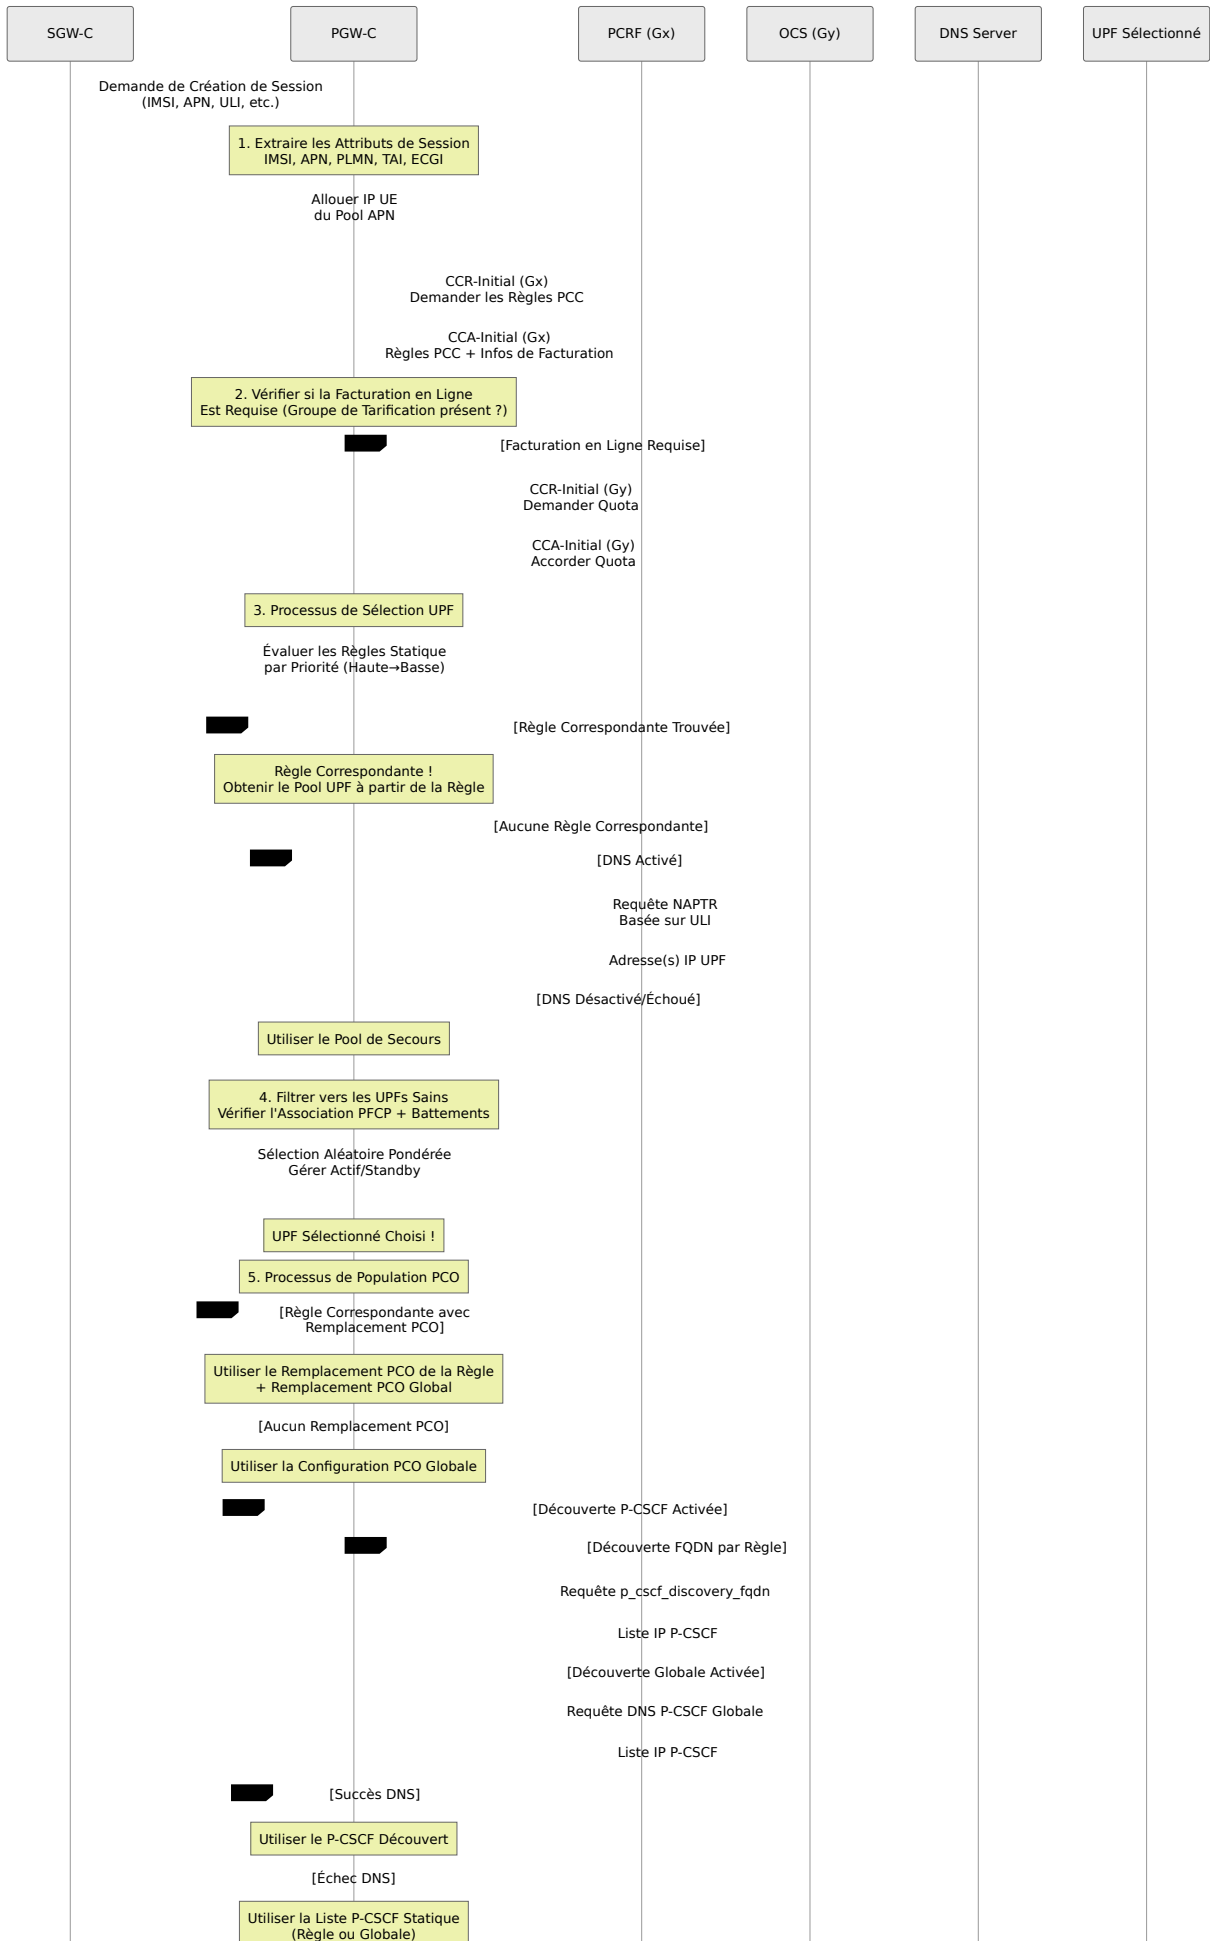 SGW-C
PGW-C
PCRF (Gx)
OCS (Gy)
DNS Server
UPF Sélectionné
Demande de Création de Session
(IMSI, APN, ULI, etc.)
1. Extraire les Attributs de Session
IMSI, APN, PLMN, TAI, ECGI
Allouer IP UE
du Pool APN
CCR-Initial (Gx)
Demander les Règles PCC
CCA-Initial (Gx)
Règles PCC + Infos de Facturation
2. Vérifier si la Facturation en Ligne
Est Requise (Groupe de Tarification présent ?)
[Facturation en Ligne Requise]
CCR-Initial (Gy)
Demander Quota
CCA-Initial (Gy)
Accorder Quota
3. Processus de Sélection UPF
Évaluer les Règles Statique
par Priorité (Haute→Basse)
[Règle Correspondante Trouvée]
Règle Correspondante !
Obtenir le Pool UPF à partir de la Règle
[Aucune Règle Correspondante]
[DNS Activé]
Requête NAPTR
Basée sur ULI
Adresse(s) IP UPF
[DNS Désactivé/Échoué]
Utiliser le Pool de Secours
4. Filtrer vers les UPFs Sains
Vérifier l'Association PFCP + Battements
Sélection Aléatoire Pondérée
Gérer Actif/Standby
UPF Sélectionné Choisi !
5. Processus de Population PCO
[Règle Correspondante avec
Remplacement PCO]
Utiliser le Remplacement PCO de la Règle
+ Remplacement PCO Global
[Aucun Remplacement PCO]
Utiliser la Configuration PCO Globale
[Découverte P-CSCF Activée]
[Découverte FQDN par Règle]
Requête p_cscf_discovery_fqdn
Liste IP P-CSCF
[Découverte Globale Activée]
Requête DNS P-CSCF Globale
Liste IP P-CSCF
[Succès DNS]
Utiliser le P-CSCF Découvert
[Échec DNS]
Utiliser la Liste P-CSCF Statique
(Règle ou Globale)